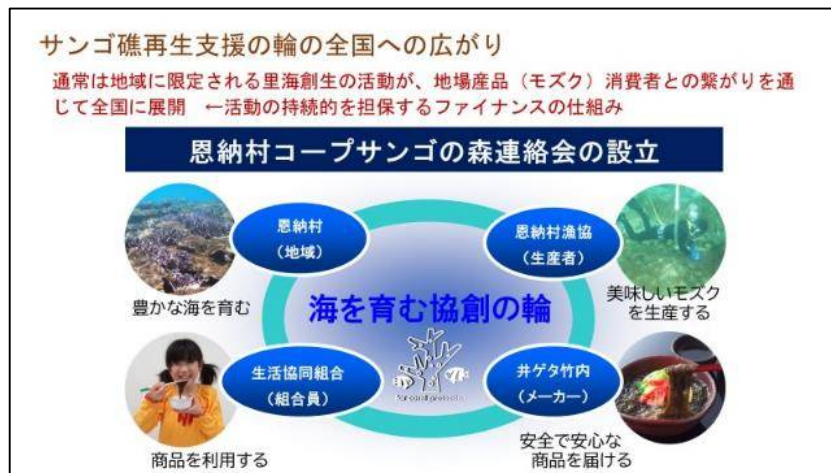 サンゴ礁再生支援の輪の全国への広がり
通常は地域に限定される里海創生の活動が、地場産品（モズク）消費者との繋がりを通
じて全国に展開　←活動の持続的を担保するファイナンスの仕組み
恩納村コープサンゴの森連絡会の設立
恩納村
（地域）
豊かな海を育む
恩納村漁協
（生産者）
美味しいモズク
を生産する
海を育む協創の輪
生活協同組合
（組合員）
商品を利用する
井ゲタ竹内
（メーカー）
安全で安心な
商品を届ける